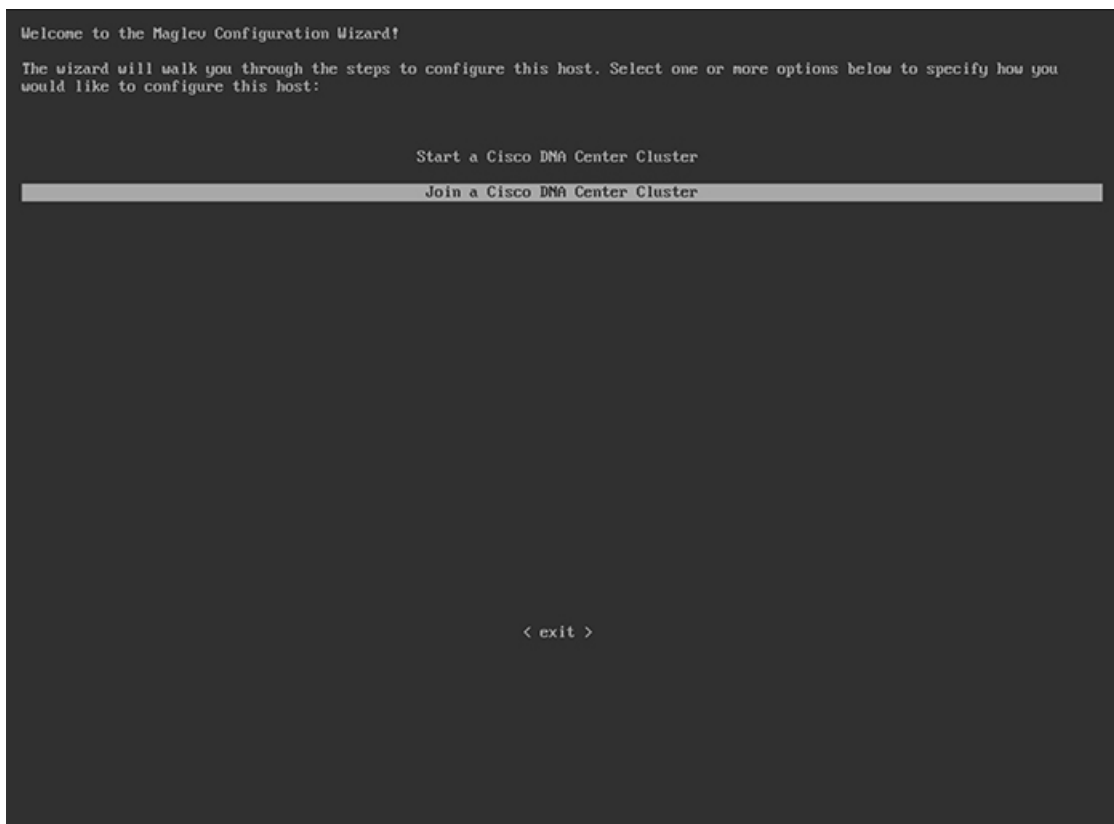 Welcome to the Maglev Configuration Wizard!
The wizard will walk you through the steps to configure this host. Select one or more options below to specify how you
would like to configure this host:
Start a Cisco DNA Center Cluster
Join a Cisco DNA Center Cluster
< exit >